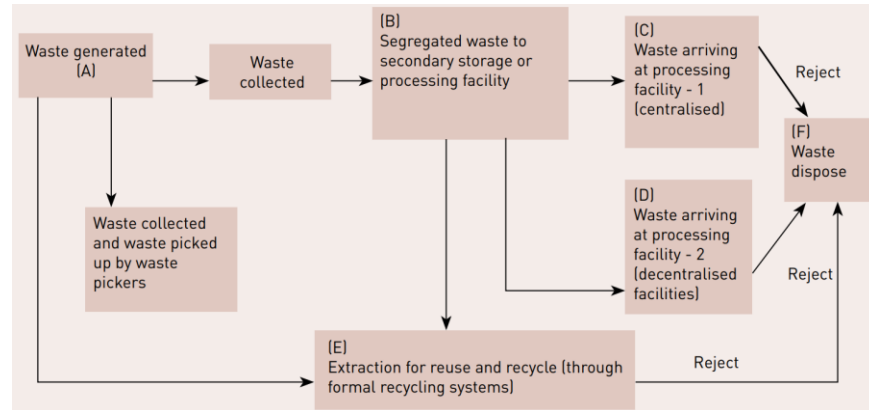 Waste generated
(A)
Waste
collected
(B)
Segregated waste to
secondary storage or
processing facility
(C)
Waste arriving
at processing
facility - 1
(centralised)
Reject
(F)
Waste
dispose
Waste collected
and waste picked
up by waste
pickers
(D)
Waste arriving
at processing
facility - 2
(decentralised
facilities)
Reject
(E)
Extraction for reuse and recycle (through
formal recycling systems)
Reject